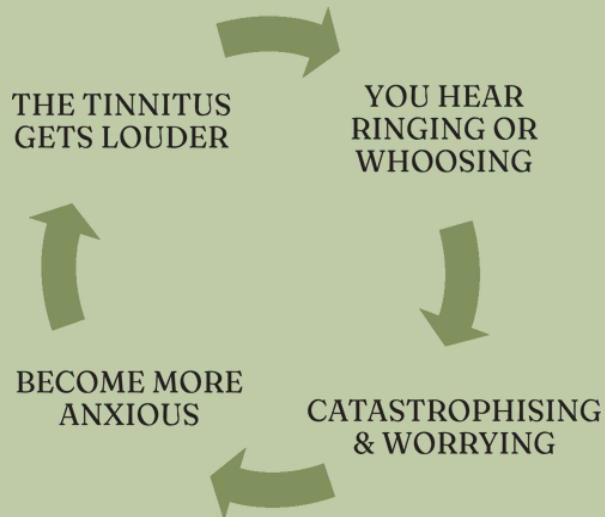 THE TINNITUS
GETS LOUDER
YOU HEAR
RINGING OR
WHOOSING
CATASTROPHISING
& WORRYING
BECOME MORE
ANXIOUS